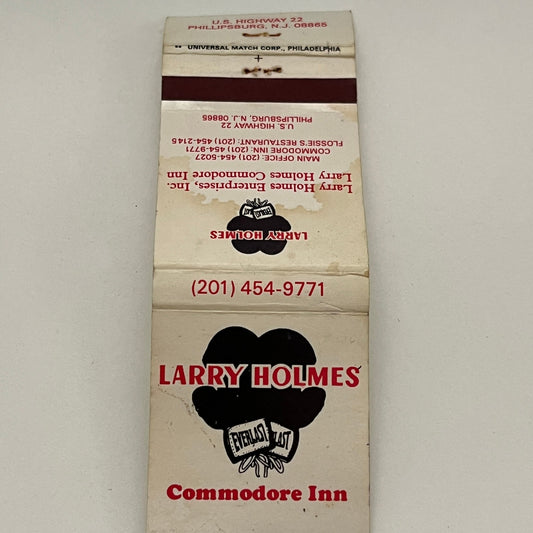 U.S. HIGHWAY 22
PHILLIPSBURG, N.J. 08865
** UNIVERSAL MATCH CORP., PHILADELPHIA
+
LARRY HOLMES
EVERLAST
Larry Holmes Enterprises, Inc.
Larry Holmes Commodore Inn
MAIN OFFICE: (201) 454-5027
COMMODORE INN: (201) 454-9771
FLOSSIE'S RESTAURANT: (201) 454-2145
U.S. HIGHWAY 22
PHILLIPSBURG, N.J. 08865
(201) 454-9771
LARRY HOLMES
EVERLAST LAST
Commodore Inn